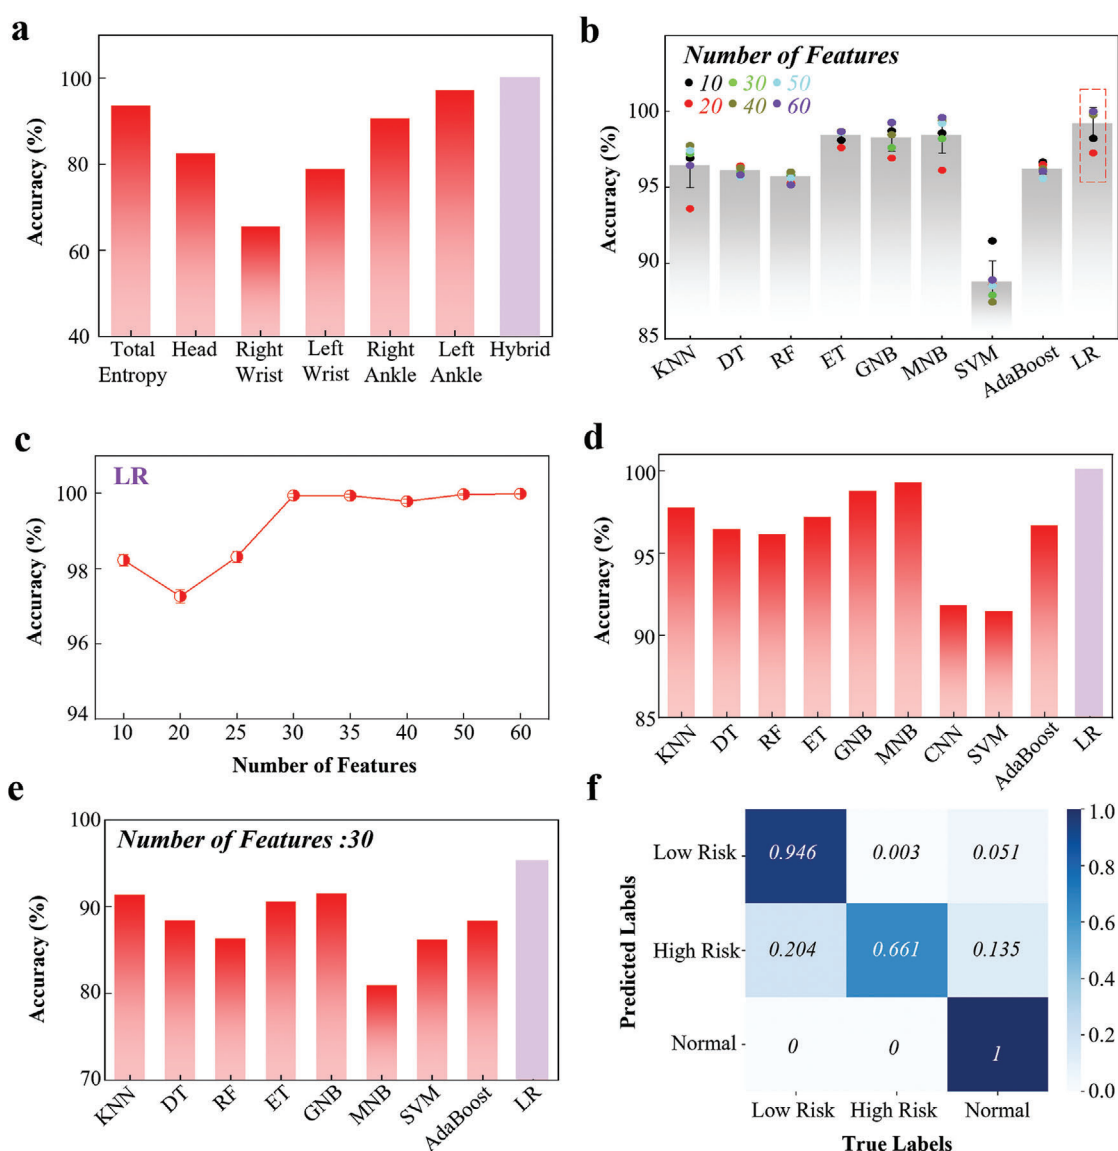 a
Accuracy (%)
100
80
60
40
Total Entropy
Head
Right Wrist
Left Wrist
Right Ankle
Left Ankle
Hybrid
b
Number of Features
10 30 50
20 40 60
Accuracy (%)
100
95
90
85
KNN
DT
RF
ET
GNB
MNB
SVM
AdaBoost
LR
c
LR
Accuracy (%)
100
98
96
94
10 20 25 30 35 40 50 60
Number of Features
d
Accuracy (%)
100
95
90
85
KNN
DT
RF
ET
GNB
MNB
CNN
SVM
AdaBoost
LR
e
Number of Features :30
Accuracy (%)
100
90
80
70
KNN
DT
RF
ET
GNB
MNB
SVM
AdaBoost
LR
f
Predicted Labels
Low Risk
0.946 0.003 0.051
High Risk
0.204 0.661 0.135
Normal
0 0 1
Low Risk High Risk Normal
True Labels
1.0
0.8
0.6
0.4
0.2
0.0